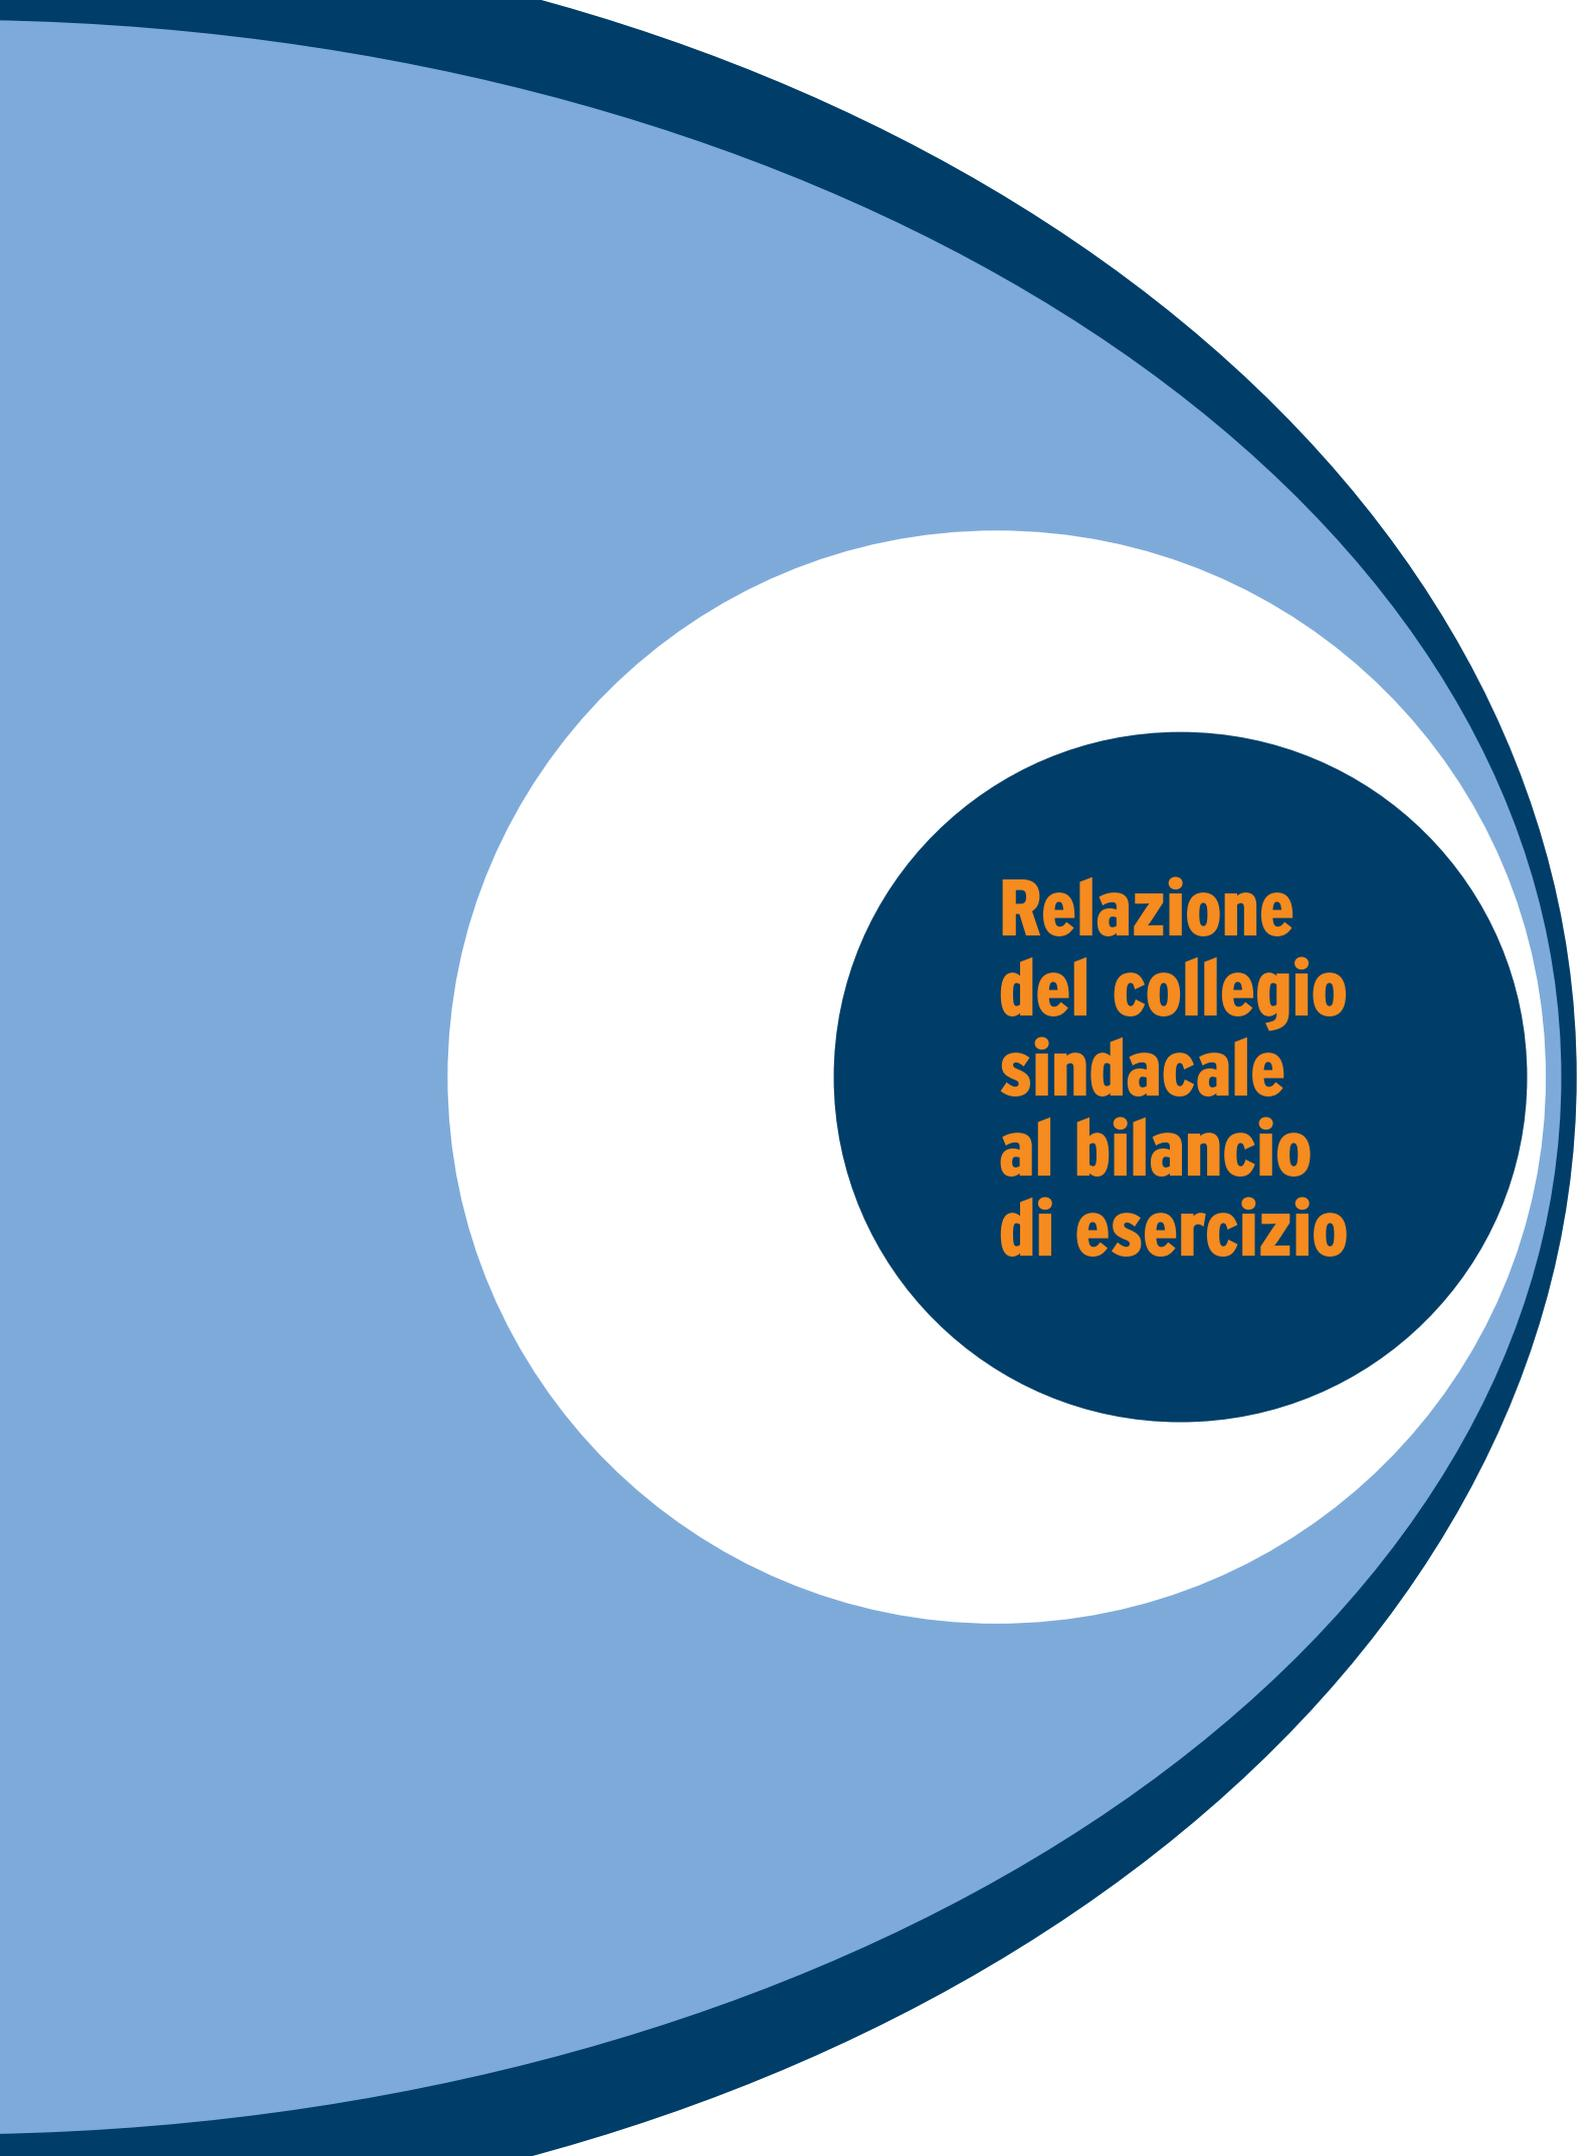 Relazione
del collegio
sindacale
al bilancio
di esercizio